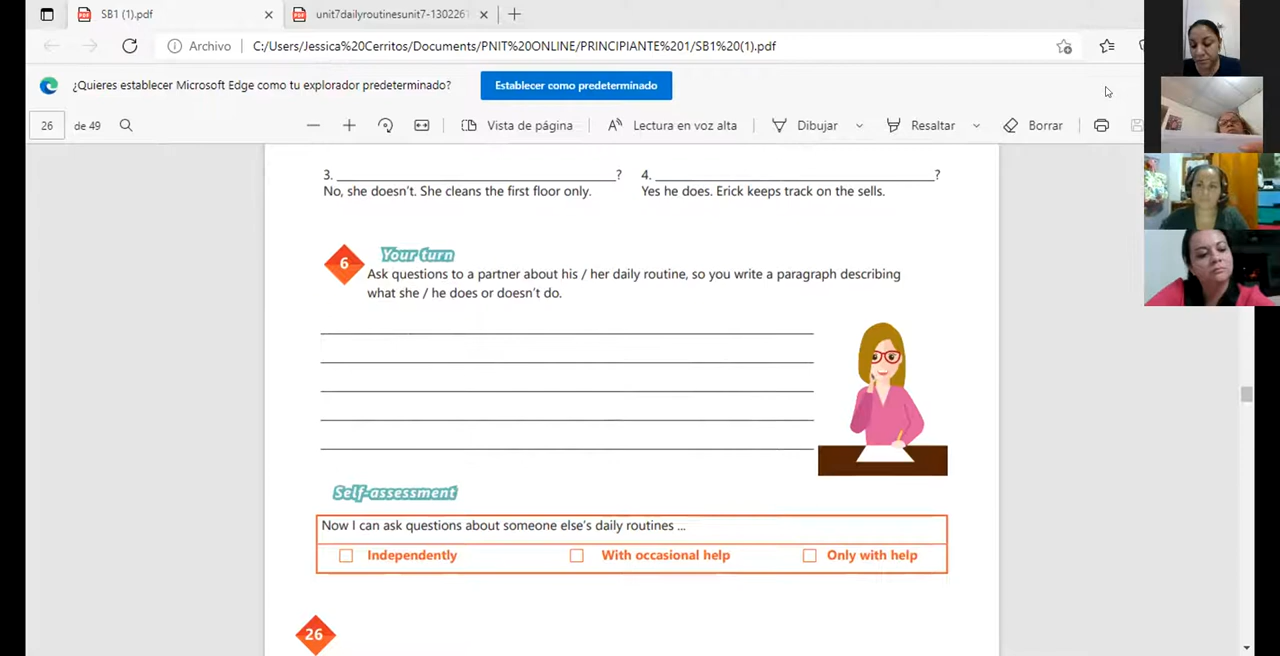 SB1 (1).pdf
unit7dailyroutinesunit7-130226
Archivo
C:/Users/Jessica%20Cerritos/Documents/PNIT%20ONLINE/PRINCIPIANTE%201/SB1%20(1).pdf
¿Quieres establecer Microsoft Edge como tu explorador predeterminado?
Establecer como predeterminado
26 de 49
Vista de página
Lectura en voz alta
Dibujar
Resaltar
Borrar
3. ?
No, she doesn't. She cleans the first floor only.
4. ?
Yes he does. Erick keeps track on the sells.
6
Your turn
Ask questions to a partner about his / her daily routine, so you write a paragraph describing
what she / he does or doesn't do.
Self-assessment
Now I can ask questions about someone else's daily routines ...
Independently
With occasional help
Only with help
26